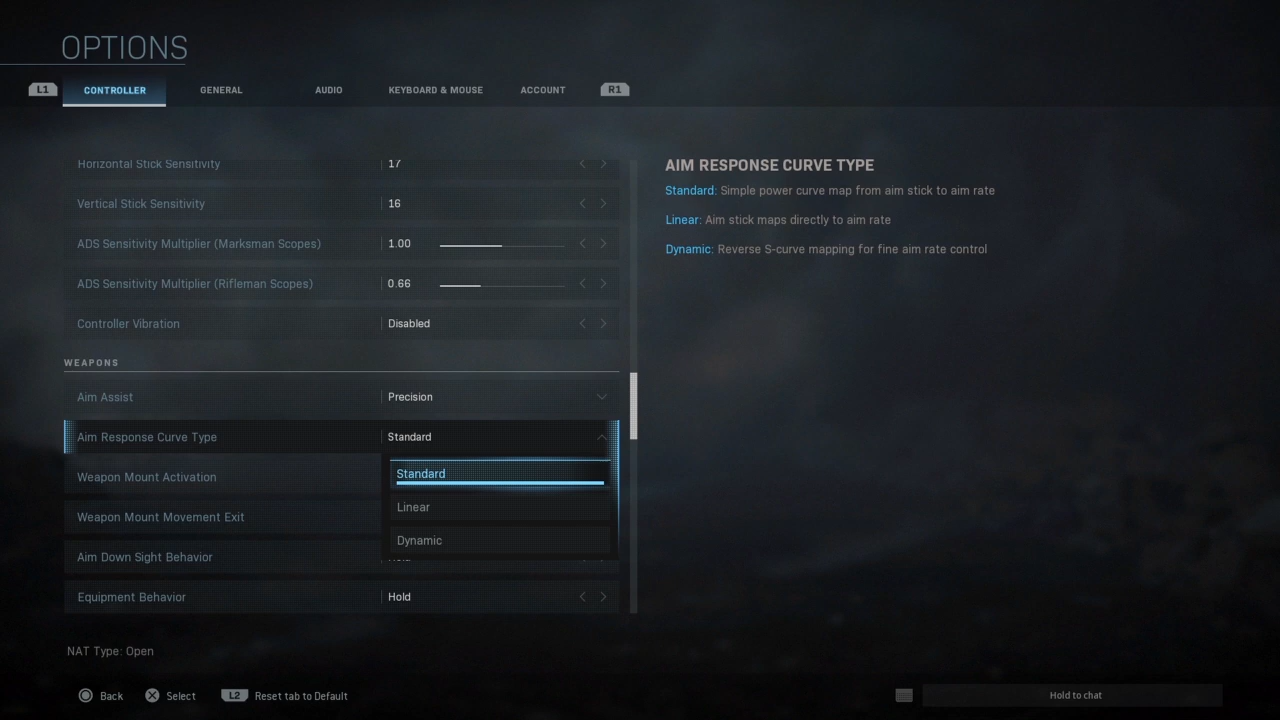 OPTIONS
L1 CONTROLLER GENERAL AUDIO KEYBOARD & MOUSE ACCOUNT R1
Horizontal Stick Sensitivity 17
Vertical Stick Sensitivity 16
ADS Sensitivity Multiplier (Marksman Scopes) 1.00
ADS Sensitivity Multiplier (Rifleman Scopes) 0.66
Controller Vibration Disabled
WEAPONS
Aim Assist Precision
Aim Response Curve Type Standard
Standard
Weapon Mount Activation
Linear
Weapon Mount Movement Exit
Dynamic
Aim Down Sight Behavior
Equipment Behavior Hold
AIM RESPONSE CURVE TYPE
Standard: Simple power curve map from aim stick to aim rate
Linear: Aim stick maps directly to aim rate
Dynamic: Reverse S-curve mapping for fine aim rate control
NAT Type: Open
Back Select L2 Reset tab to Default Hold to chat